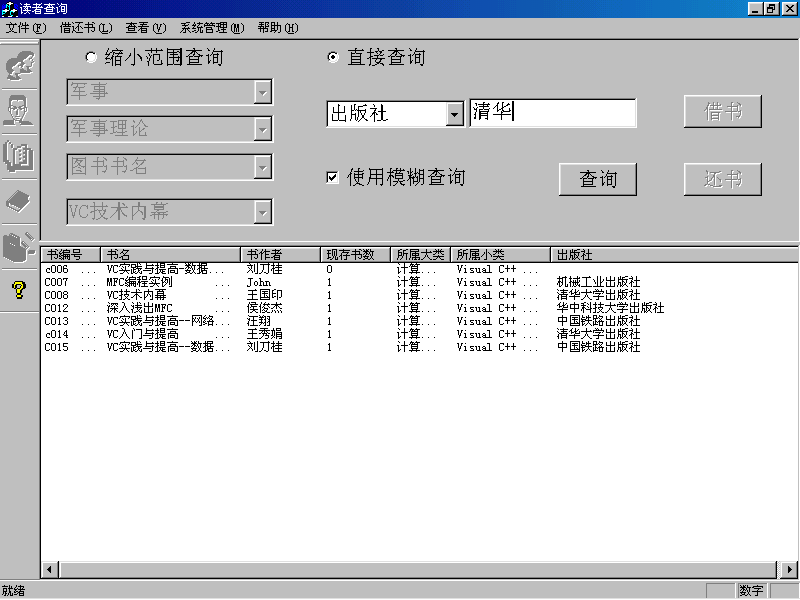 读者查询
文件(F) 借还书(L) 查看(V) 系统管理(M) 帮助(H)
缩小范围查询 直接查询
军事
出版社 清华 借书
军事理论
图书书名 使用模糊查询 查询 还书
VC技术内幕
书编号 书名 书作者 现存书数 所属大类 所属小类 出版社
c006 ... VC实践与提高-数据... 刘刀桂 0 计算... Visual C++ ...
C007 ... MFC编程实例 ... John 1 计算... Visual C++ ... 机械工业出版社
C008 ... VC技术内幕 ... 王国印 1 计算... Visual C++ ... 清华大学出版社
C012 ... 深入浅出MFC ... 侯俊杰 1 计算... Visual C++ ... 华中科技大学出版社
C013 ... VC实践与提高--网络... 汪翔 1 计算... Visual C++ ... 中国铁路出版社
c014 ... VC入门与提高 ... 王秀娟 1 计算... Visual C++ ... 清华大学出版社
C015 ... VC实践与提高--数据... 刘刀桂 1 计算... Visual C++ ... 中国铁路出版社
就绪 数字